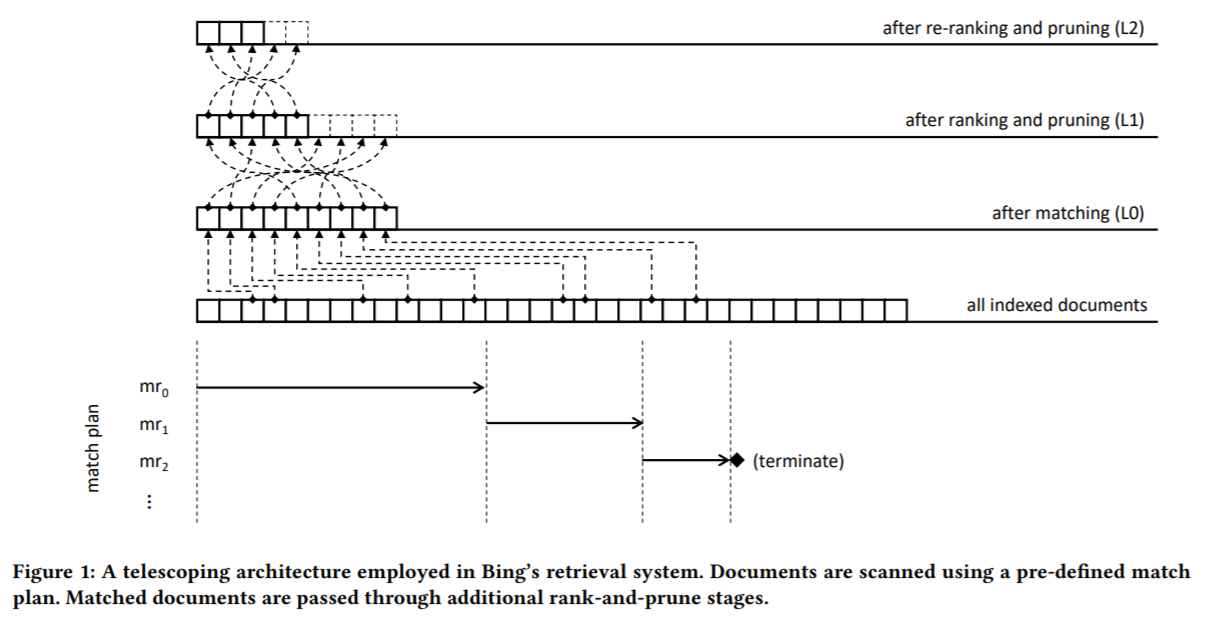 after re-ranking and pruning (L2)
after ranking and pruning (L1)
after matching (L0)
all indexed documents
match plan
mr0
mr1
mr2
(terminate)
⋮
Figure 1: A telescoping architecture employed in Bing's retrieval system. Documents are scanned using a pre-defined match
plan. Matched documents are passed through additional rank-and-prune stages.